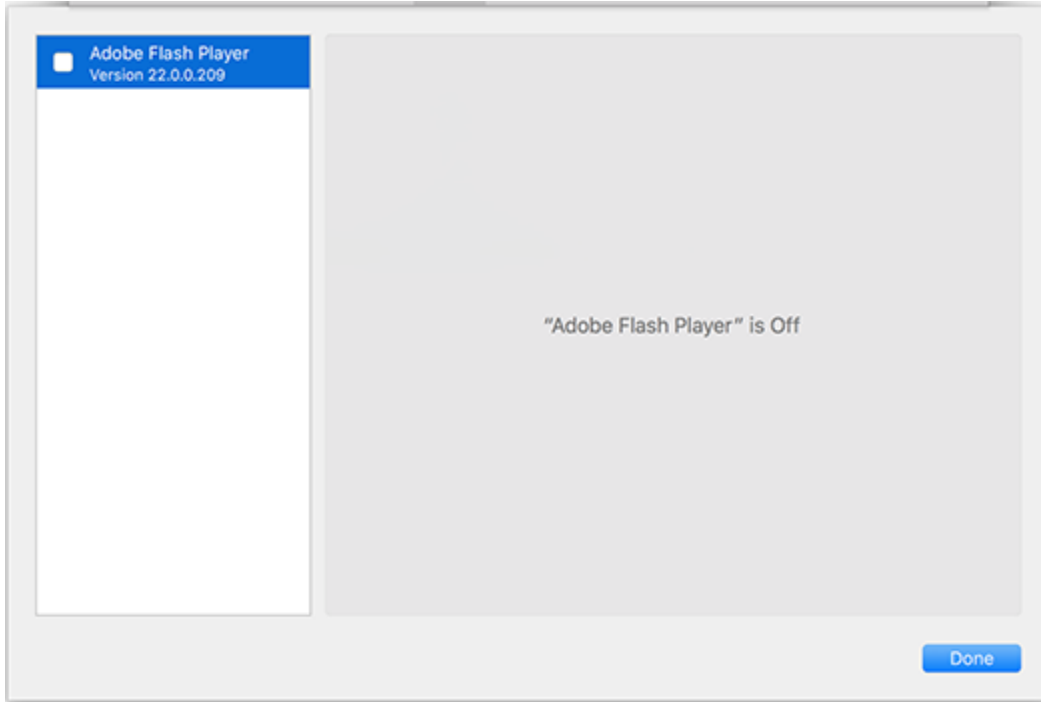 Adobe Flash Player
Version 22.0.0.209
“Adobe Flash Player” is Off
Done